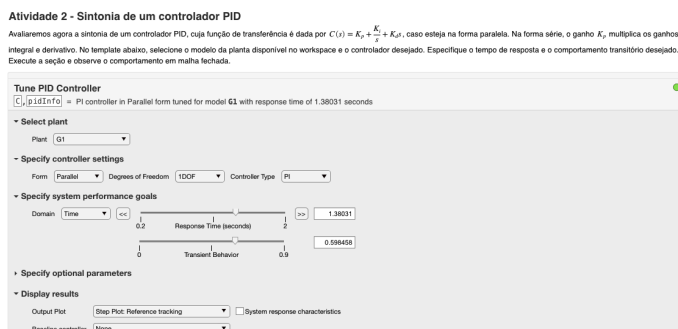 Atividade 2 - Sintonia de um controlador PID
Avaliaremos agora a sintonia de um controlador PID, cuja função de transferência é dada por C(s) = Kp + Ki/s + Kds, caso esteja na forma paralela. Na forma série, o ganho Kp multiplica os ganhos
integral e derivativo. No template abaixo, selecione o modelo da planta disponível no workspace e o controlador desejado. Especifique o tempo de resposta e o comportamento transitório desejado.
Execute a seção e observe o comportamento em malha fechada.
Tune PID Controller
C, pidInfo = PI controller in Parallel form tuned for model G1 with response time of 1.38031 seconds
Select plant
Plant G1
Specify controller settings
Form Parallel Degrees of Freedom 1DOF Controller Type PI
Specify system performance goals
Domain Time << >> 1.38031
0.2 Response Time (seconds) 2
0.598458
0 Transient Behavior 0.9
Specify optional parameters
Display results
Output Plot Step Plot: Reference tracking System response characteristics
Baseline controller None